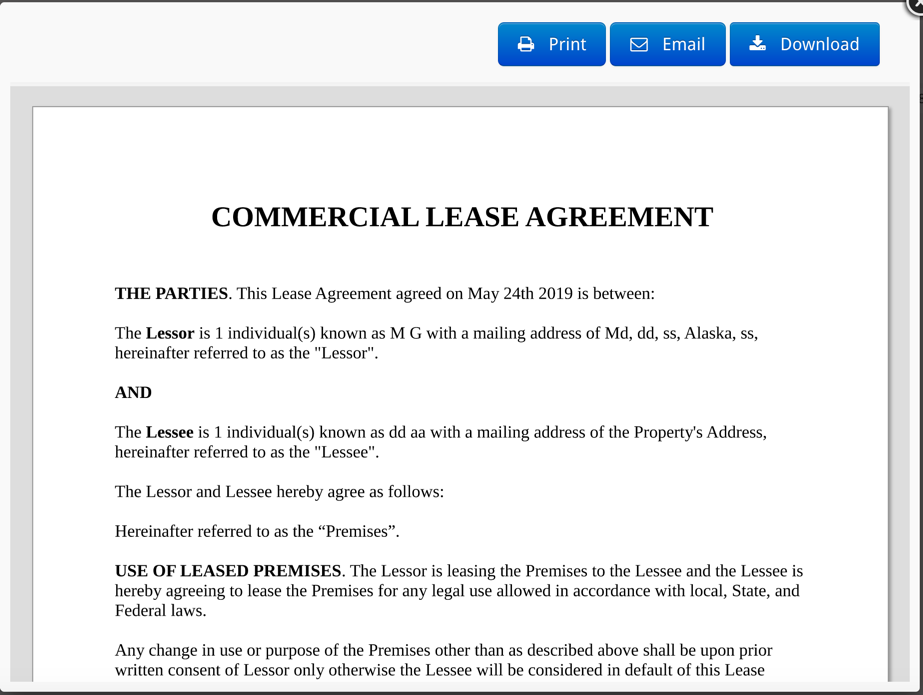 Print Email Download
COMMERCIAL LEASE AGREEMENT
THE PARTIES. This Lease Agreement agreed on May 24th 2019 is between:
The Lessor is 1 individual(s) known as M G with a mailing address of Md, dd, ss, Alaska, ss,
hereinafter referred to as the "Lessor".
AND
The Lessee is 1 individual(s) known as dd aa with a mailing address of the Property's Address,
hereinafter referred to as the "Lessee".
The Lessor and Lessee hereby agree as follows:
Hereinafter referred to as the “Premises”.
USE OF LEASED PREMISES. The Lessor is leasing the Premises to the Lessee and the Lessee is
hereby agreeing to lease the Premises for any legal use allowed in accordance with local, State, and
Federal laws.
Any change in use or purpose of the Premises other than as described above shall be upon prior
written consent of Lessor only otherwise the Lessee will be considered in default of this Lease